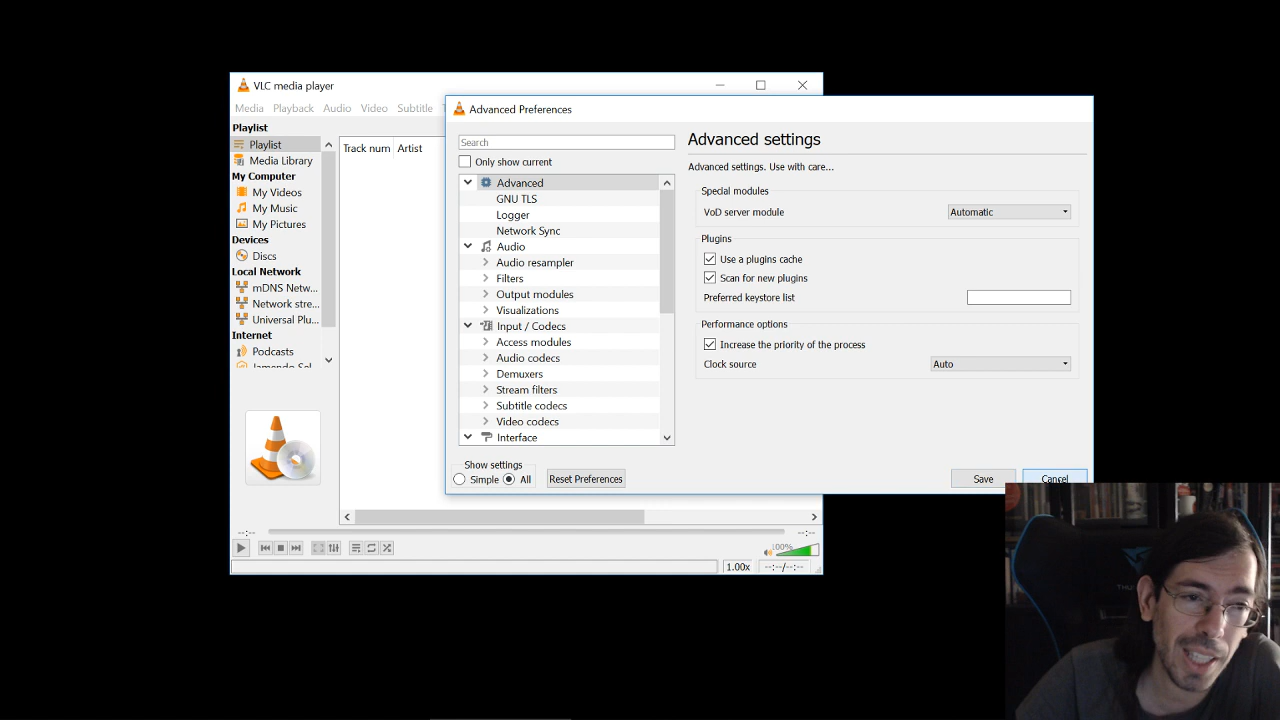 VLC media player
Media Playback Audio Video Subtitle
Playlist
Playlist
Media Library
My Computer
My Videos
My Music
My Pictures
Devices
Discs
Local Network
mDNS Netw...
Network stre...
Universal Plu...
Internet
Podcasts
Track num Artist
Advanced Preferences
Search
Only show current
Advanced
GNU TLS
Logger
Network Sync
Audio
Audio resampler
Filters
Output modules
Visualizations
Input / Codecs
Access modules
Audio codecs
Demuxers
Stream filters
Subtitle codecs
Video codecs
Interface
Show settings
Simple All
Reset Preferences
Advanced settings
Advanced settings. Use with care...
Special modules
VoD server module Automatic
Plugins
Use a plugins cache
Scan for new plugins
Preferred keystore list
Performance options
Increase the priority of the process
Clock source Auto
Save Cancel
--:-- --:--
100%
1.00x --:--/--:--